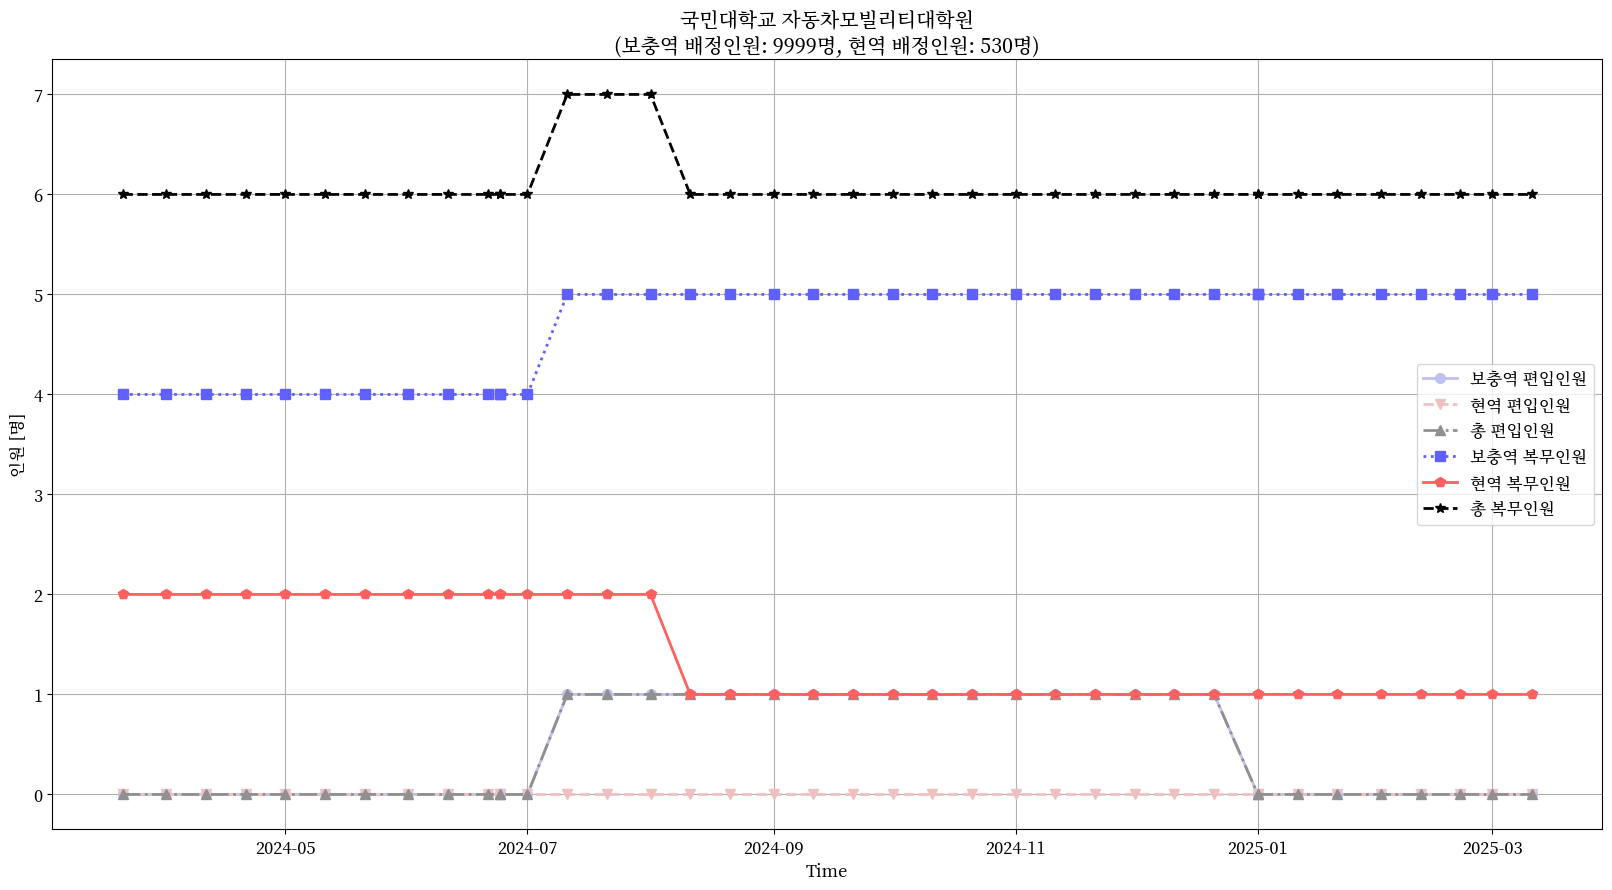 국민대학교 자동차모빌리티대학원
(보충역 배정인원: 9999명, 현역 배정인원: 530명)
인원 [명]
7
6
5
4
3
2
1
0
보충역 편입인원
현역 편입인원
총 편입인원
보충역 복무인원
현역 복무인원
총 복무인원
2024-05
2024-07
2024-09
2024-11
2025-01
2025-03
Time